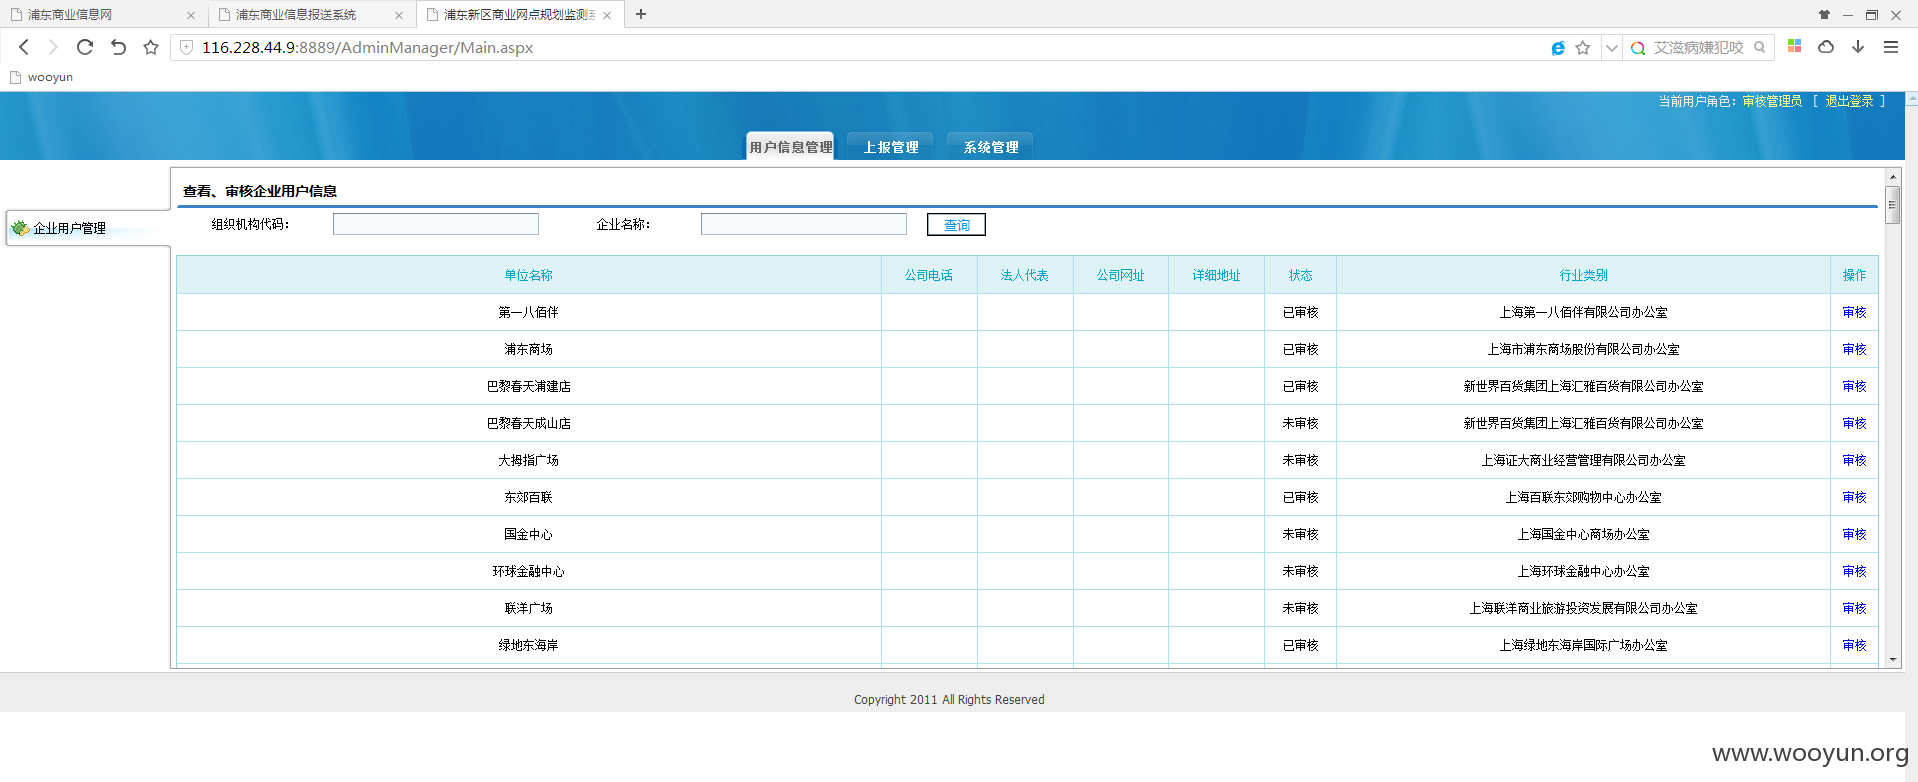 浦东商业信息网
浦东商业信息报送系统
浦东新区商业网点规划监测
116.228.44.9:8889/AdminManager/Main.aspx
艾滋病嫌犯咬
wooyun
当前用户角色：审核管理员 [ 退出登录 ]
用户信息管理 上报管理 系统管理
查看、审核企业用户信息
企业用户管理
组织机构代码： 企业名称： 查询
单位名称 公司电话 法人代表 公司网址 详细地址 状态 行业类别 操作
第一八佰伴 已审核 上海第一八佰伴有限公司办公室 审核
浦东商场 已审核 上海市浦东商场股份有限公司办公室 审核
巴黎春天浦建店 已审核 新世界百货集团上海汇雅百货有限公司办公室 审核
巴黎春天成山店 未审核 新世界百货集团上海汇雅百货有限公司办公室 审核
大拇指广场 未审核 上海证大商业经营管理有限公司办公室 审核
东郊百联 已审核 上海百联东郊购物中心办公室 审核
国金中心 未审核 上海国金中心商场办公室 审核
环球金融中心 未审核 上海环球金融中心办公室 审核
联洋广场 未审核 上海联洋商业旅游投资发展有限公司办公室 审核
绿地东海岸 已审核 上海绿地东海岸国际广场办公室 审核
Copyright 2011 All Rights Reserved
www.wooyun.org